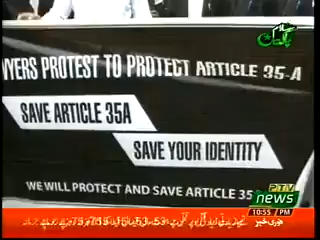 WYERS PROTEST TO PROTECT ARTICLE 35-A
SAVE ARTICLE 35A
SAVE YOUR IDENTITY
WE WILL PROTECT AND SAVE ARTICLE 35
PTV
news
10:55 PM